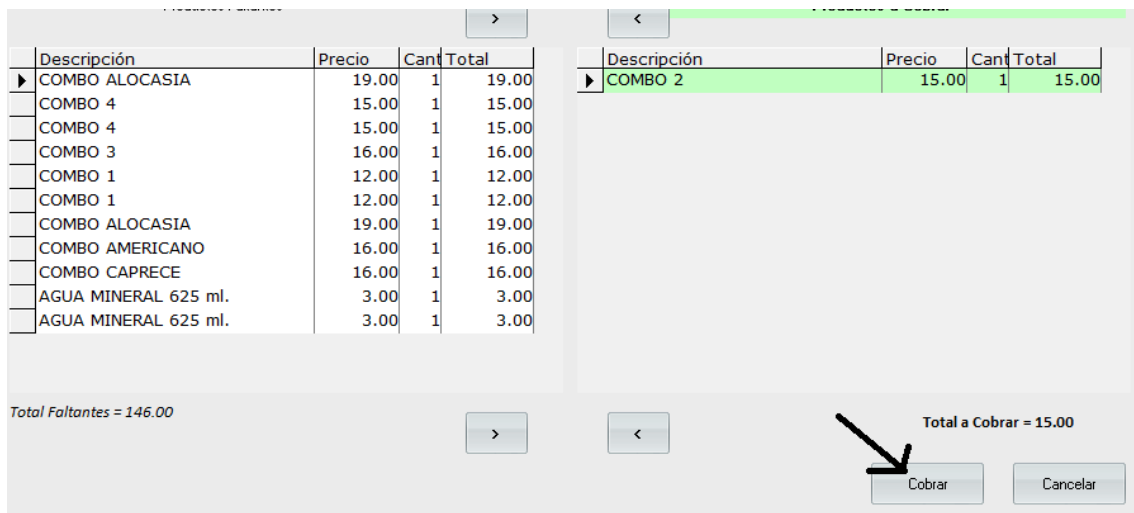 >
<
Descripción Precio Cant Total
COMBO ALOCASIA 19.00 1 19.00
COMBO 4 15.00 1 15.00
COMBO 4 15.00 1 15.00
COMBO 3 16.00 1 16.00
COMBO 1 12.00 1 12.00
COMBO 1 12.00 1 12.00
COMBO ALOCASIA 19.00 1 19.00
COMBO AMERICANO 16.00 1 16.00
COMBO CAPRECE 16.00 1 16.00
AGUA MINERAL 625 ml. 3.00 1 3.00
AGUA MINERAL 625 ml. 3.00 1 3.00
Total Faltantes = 146.00
>
Descripción Precio Cant Total
COMBO 2 15.00 1 15.00
<
Total a Cobrar = 15.00
Cobrar
Cancelar